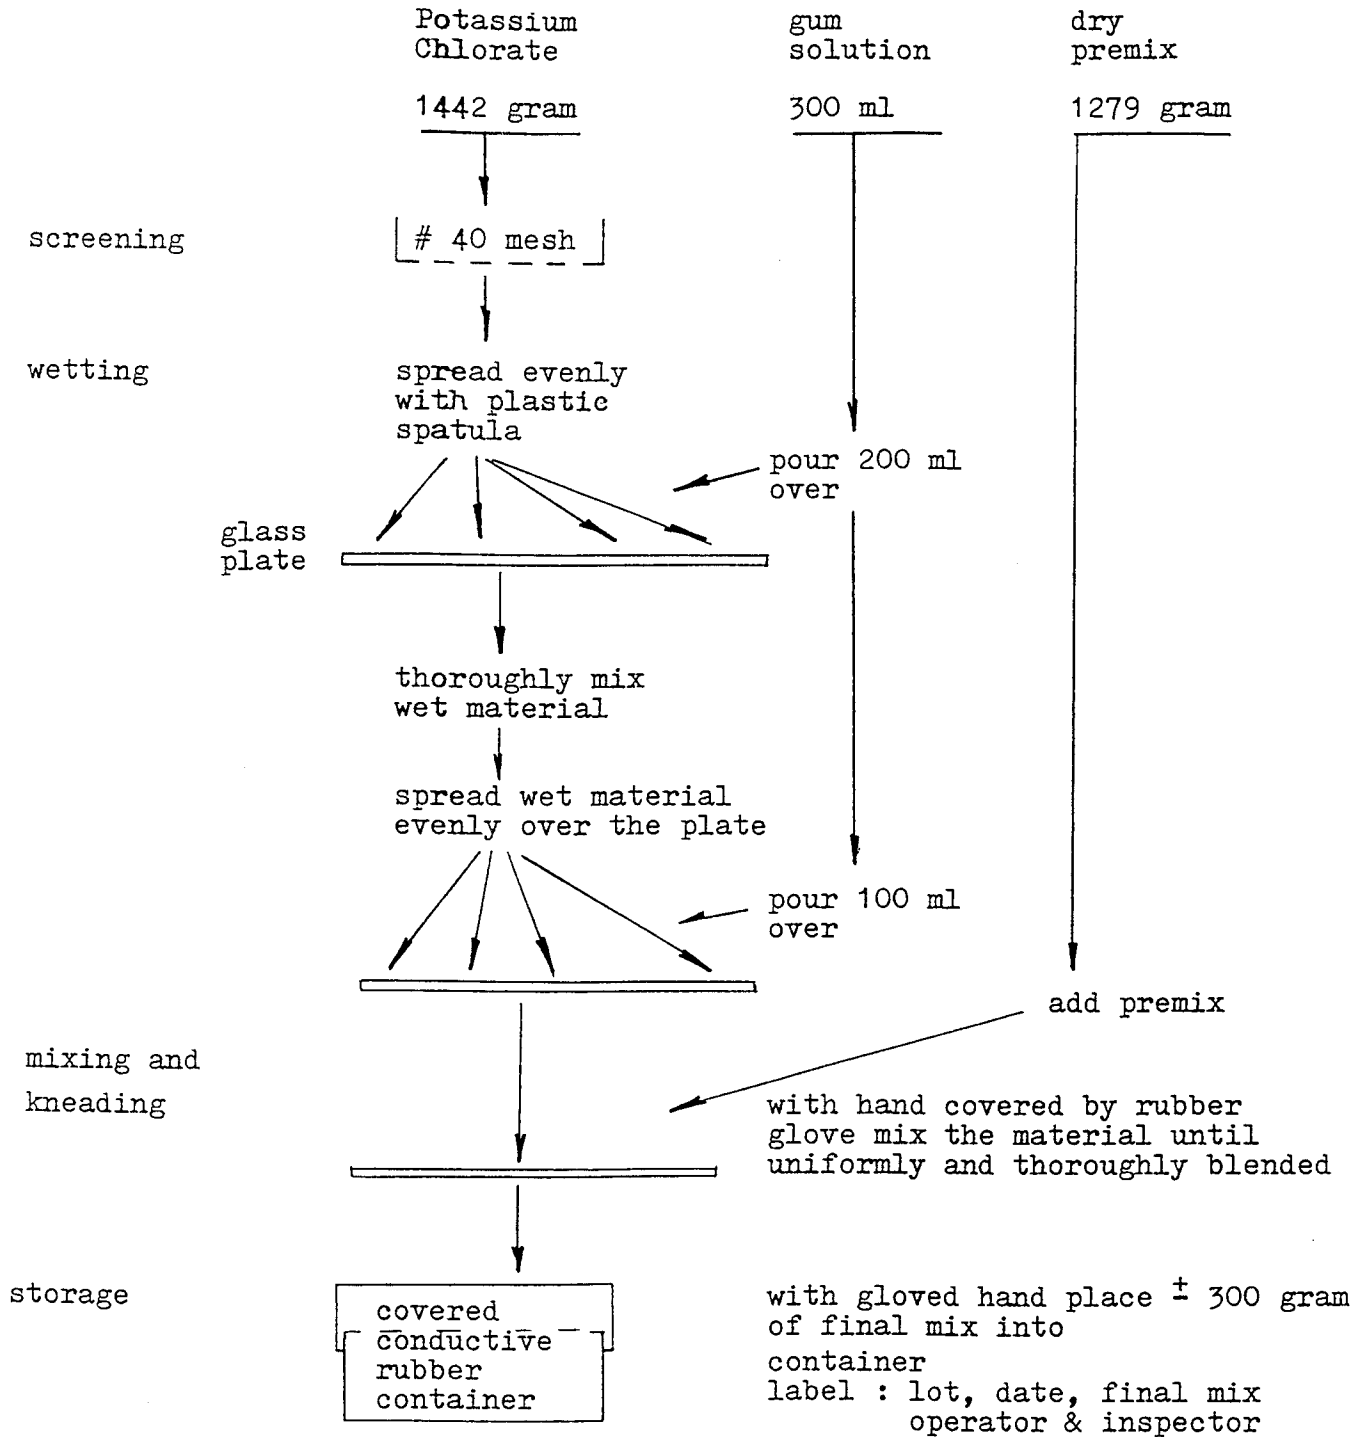 Potassium
Chlorate
1442 gram
gum
solution
300 ml
dry
premix
1279 gram
screening
# 40 mesh
wetting
spread evenly
with plastic
spatula
pour 200 ml
over
glass
plate
thoroughly mix
wet material
spread wet material
evenly over the plate
pour 100 ml
over
add premix
mixing and
kneading
with hand covered by rubber
glove mix the material until
uniformly and thoroughly blended
storage
covered
conductive
rubber
container
with gloved hand place ± 300 gram
of final mix into
container
label : lot, date, final mix
operator & inspector